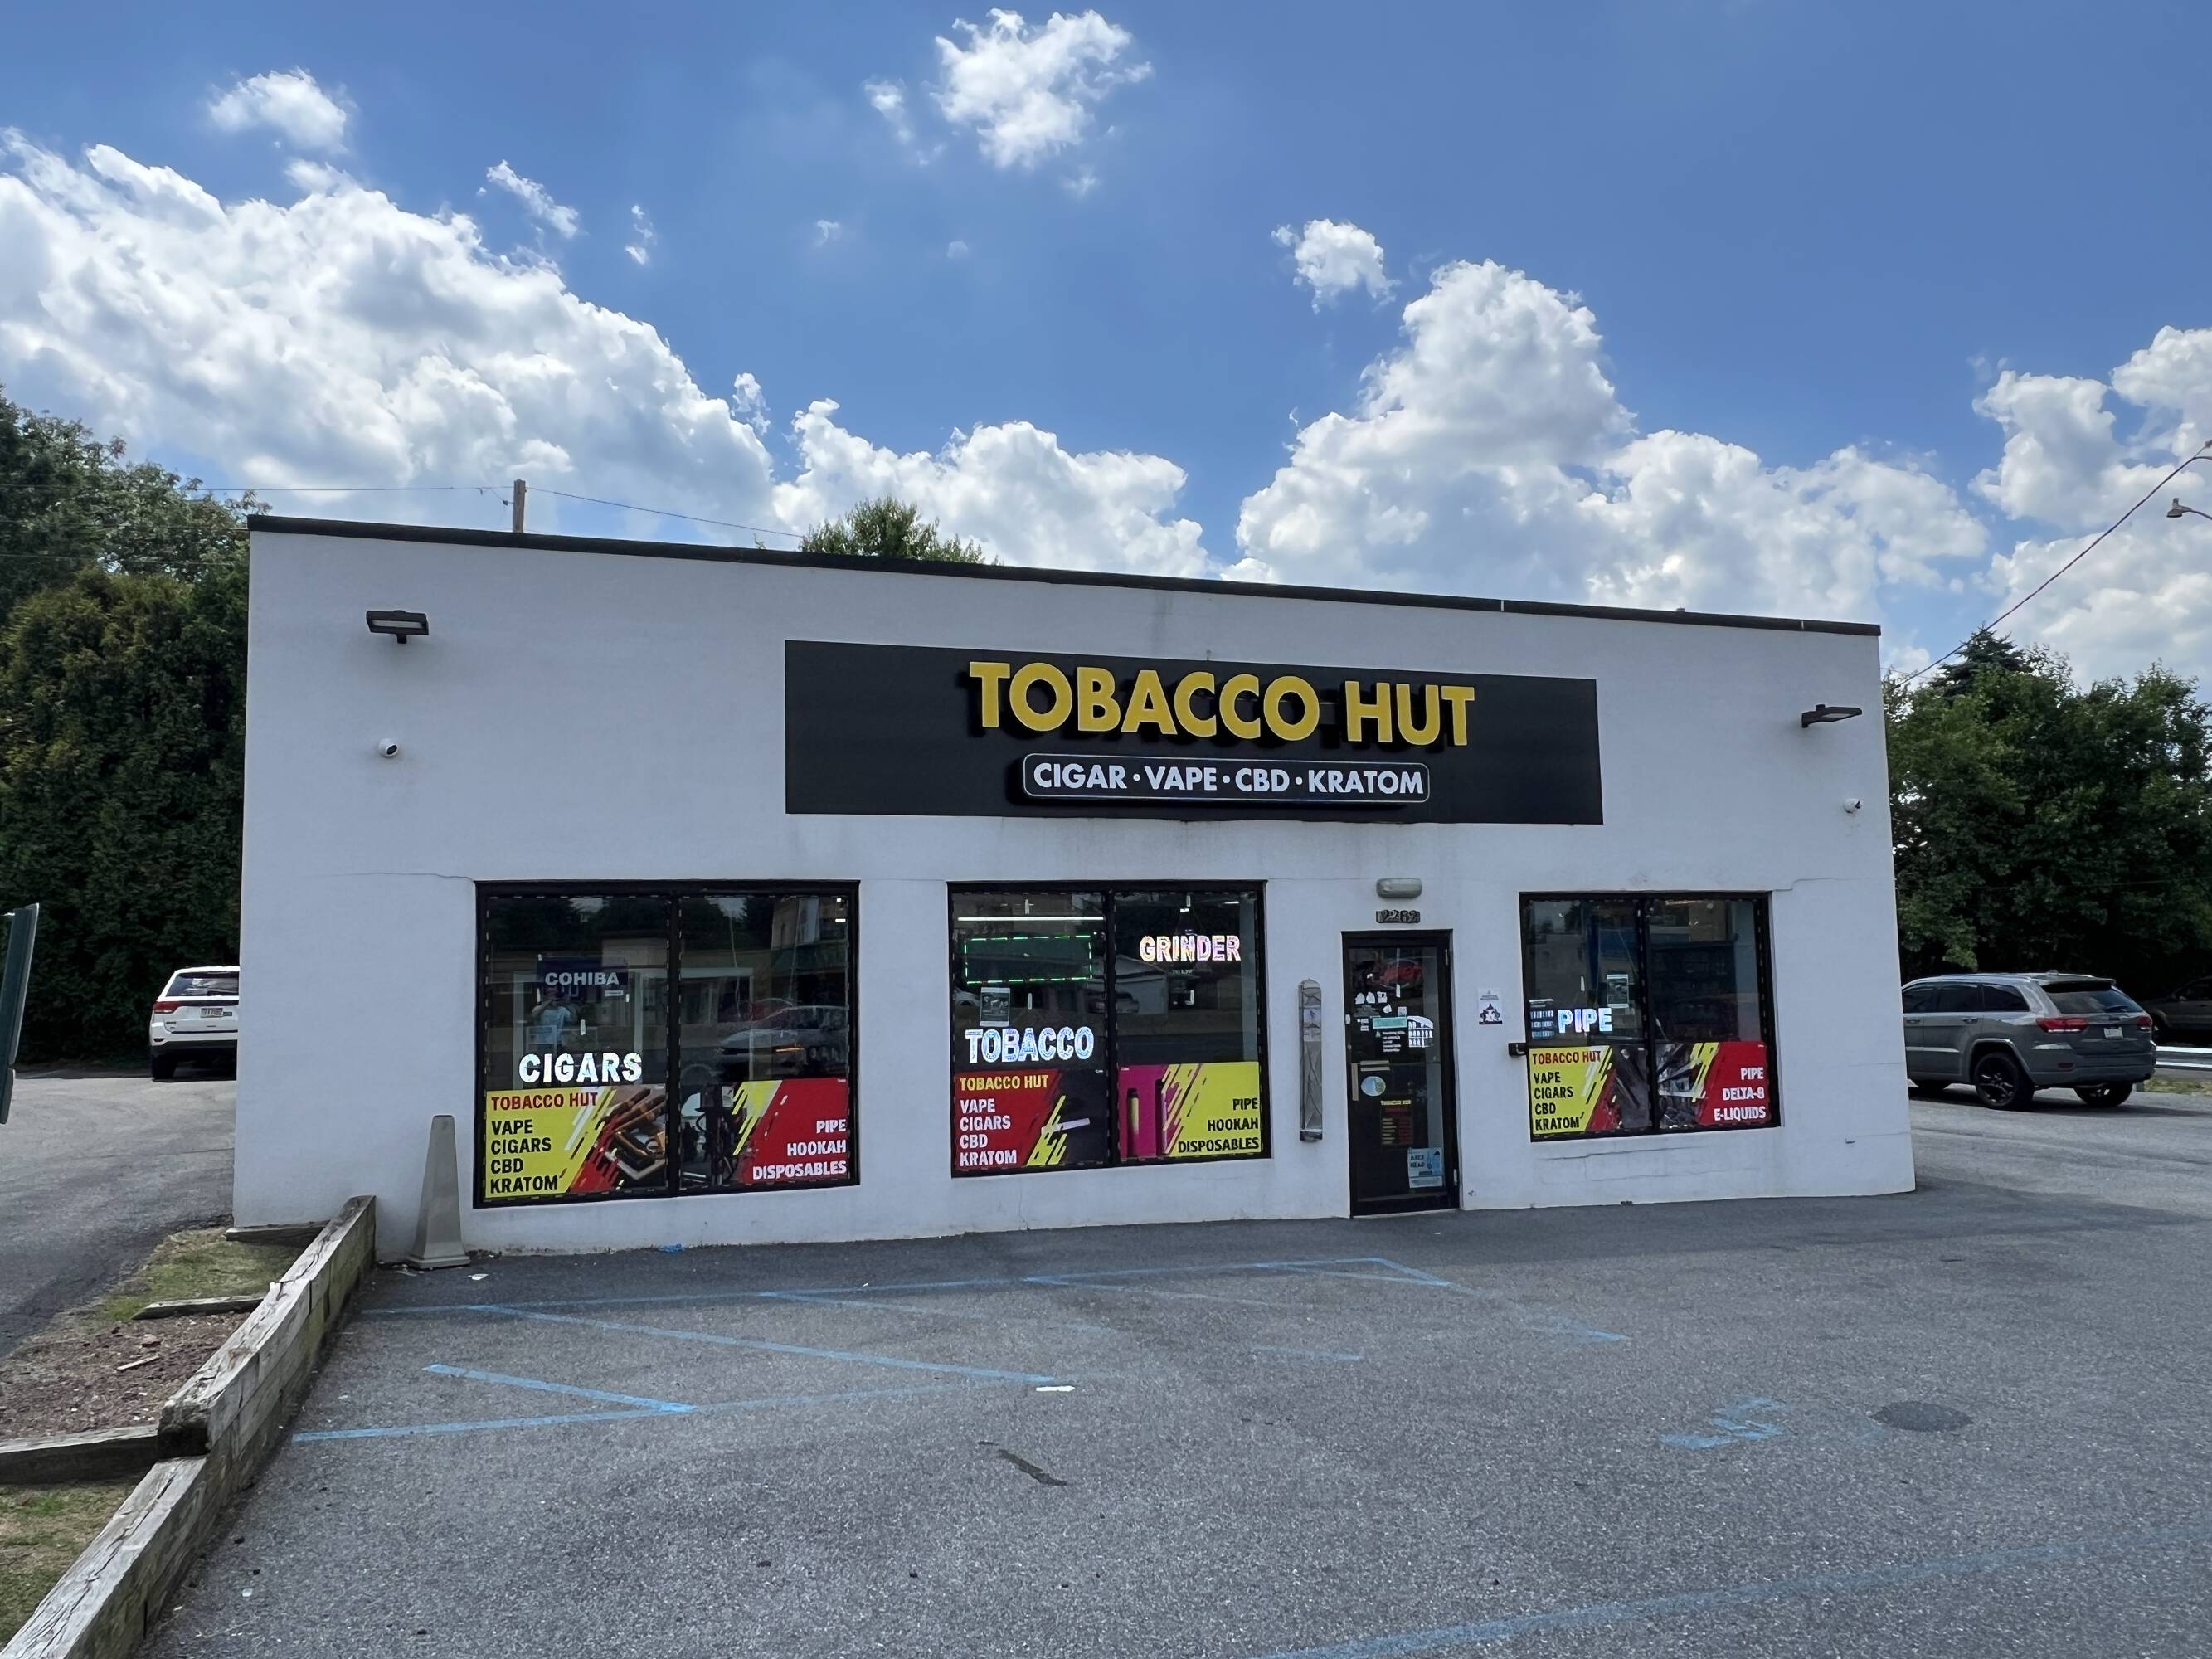 TOBACCO HUT
CIGAR • VAPE • CBD • KRATOM
COHIBA
CIGARS
TOBACCO HUT
VAPE
CIGARS
CBD
KRATOM
PIPE
HOOKAH
DISPOSABLES
GRINDER
TOBACCO
TOBACCO HUT
VAPE
CIGARS
CBD
KRATOM
PIPE
HOOKAH
DISPOSABLES
PIPE
TOBACCO HUT
VAPE
CIGARS
CBD
KRATOM
PIPE
DELTA-8
E-LIQUIDS